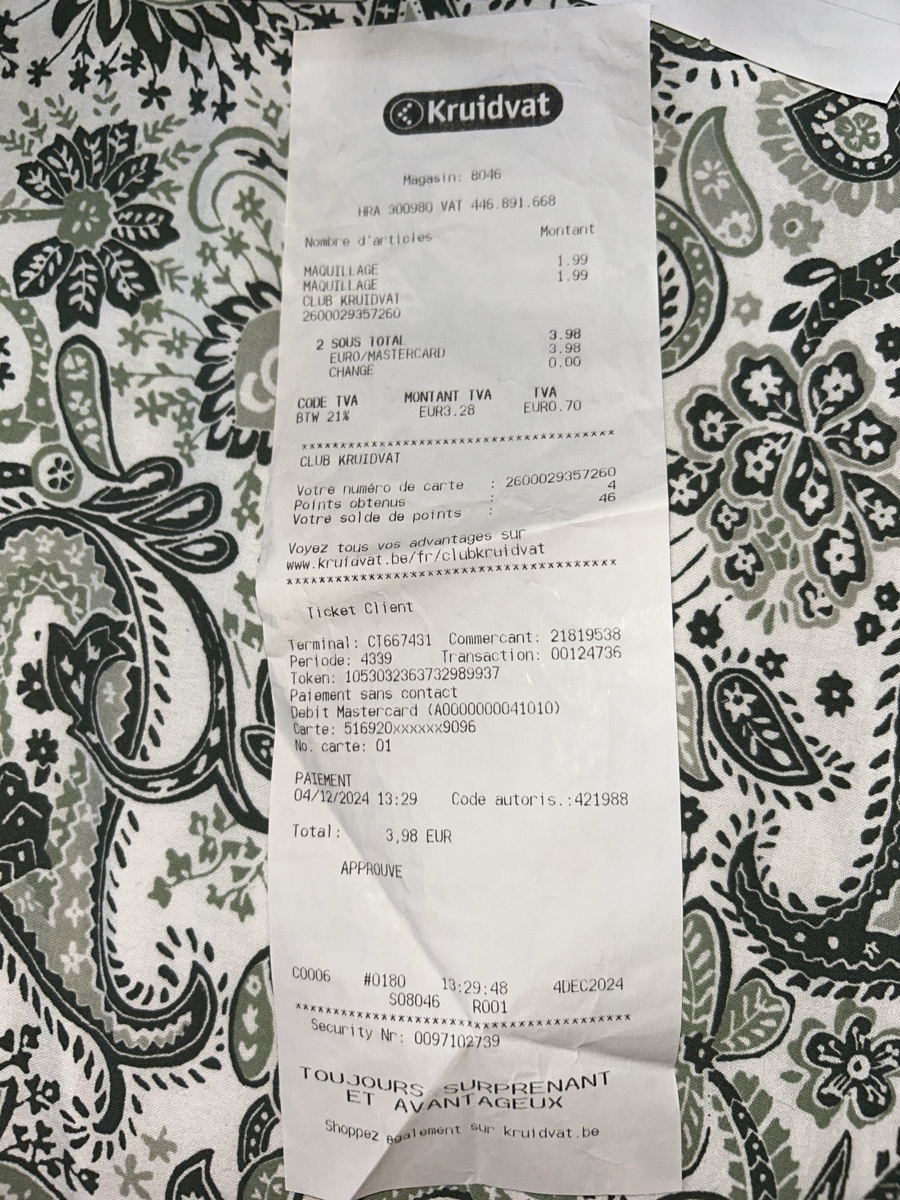 Kruidvat
Magasin: 8046
HRA 300980 VAT 446.891.668
Nombre d'articles Montant
MAQUILLAGE 1.99
MAQUILLAGE 1.99
CLUB KRUIDVAT
2600029357260
2 SOUS TOTAL 3.98
EURO/MASTERCARD 3.98
CHANGE 0.00
CODE TVA MONTANT TVA TVA
BTW 21% EUR3.28 EUR0.70
****************************************
CLUB KRUIDVAT
Votre numéro de carte : 2600029357260
Points obtenus : 4
Votre solde de points : 46
Voyez tous vos avantages sur
www.kruidvat.be/fr/clubkruidvat
****************************************
Ticket Client
Terminal: CT667431 Commercant: 21819538
Periode: 4339 Transaction: 00124736
Token: 1053032363732989937
Paiement sans contact
Debit Mastercard (A0000000041010)
Carte: 516920xxxxxx9096
No. carte: 01
PAIEMENT
04/12/2024 13:29 Code autoris.:421988
Total: 3,98 EUR
APPROUVE
C0006 #0180 13:29:48 4DEC2024
S08046 R001
****************************************
Security Nr: 0097102739
TOUJOURS SURPRENANT
ET AVANTAGEUX
Shoppez également sur kruidvat.be